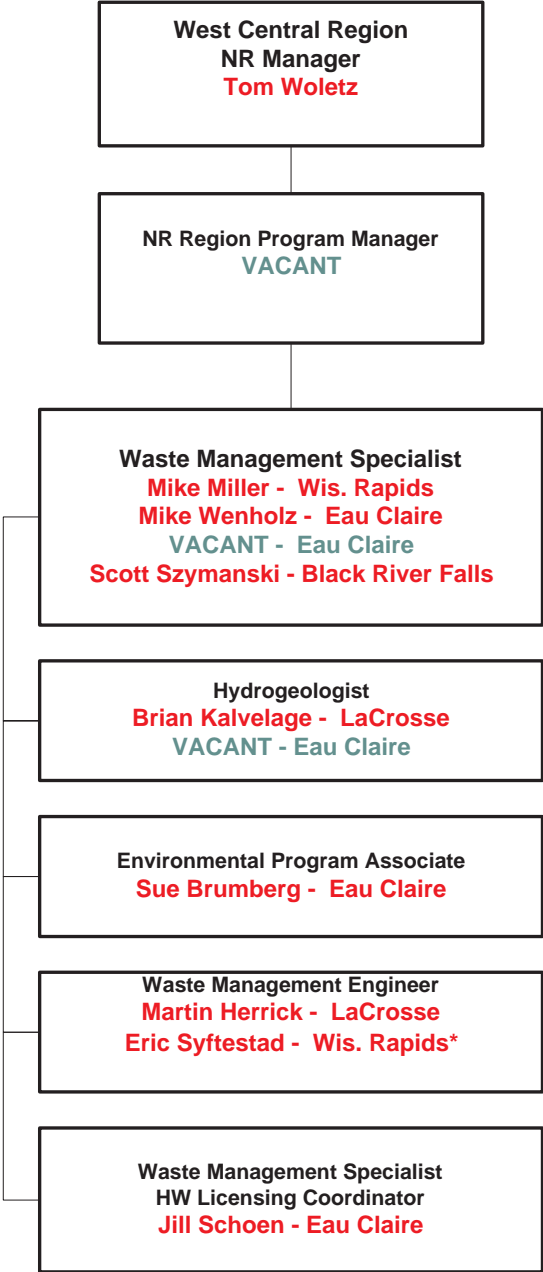 West Central Region
NR Manager
Tom Woletz
NR Region Program Manager
VACANT
Waste Management Specialist
Mike Miller - Wis. Rapids
Mike Wenholz - Eau Claire
VACANT - Eau Claire
Scott Szymanski - Black River Falls
Hydrogeologist
Brian Kalvelage - LaCrosse
VACANT - Eau Claire
Environmental Program Associate
Sue Brumberg - Eau Claire
Waste Management Engineer
Martin Herrick - LaCrosse
Eric Syftestad - Wis. Rapids*
Waste Management Specialist
HW Licensing Coordinator
Jill Schoen - Eau Claire